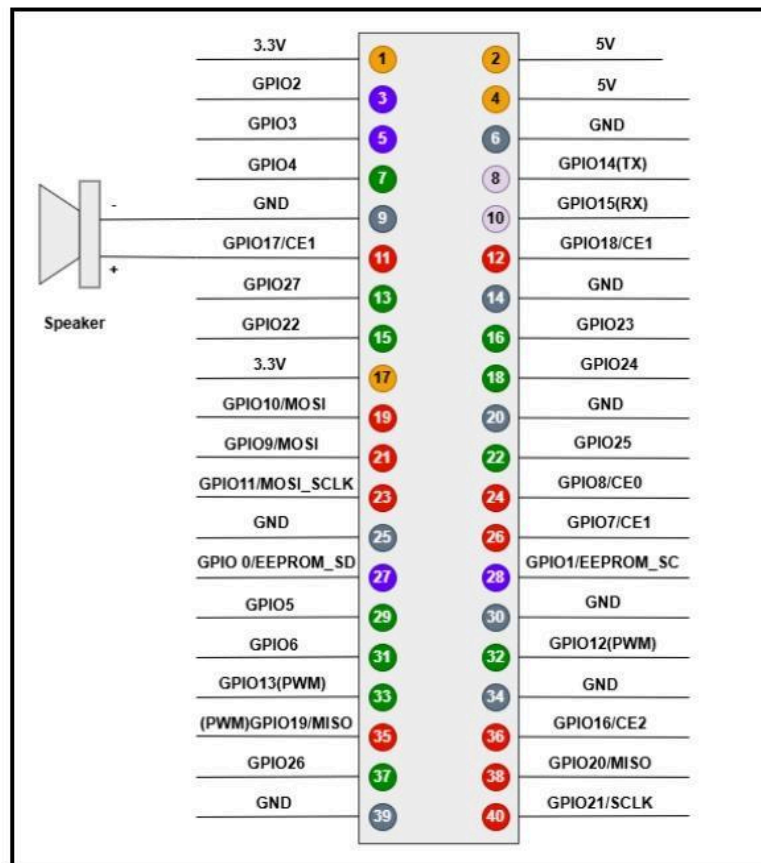 3.3V 1 2 5V
GPIO2 3 4 5V
GPIO3 5 6 GND
GPIO4 7 8 GPIO14(TX)
- GND 9 10 GPIO15(RX)
+ GPIO17/CE1 11 12 GPIO18/CE1
GPIO27 13 14 GND
Speaker GPIO22 15 16 GPIO23
3.3V 17 18 GPIO24
GPIO10/MOSI 19 20 GND
GPIO9/MOSI 21 22 GPIO25
GPIO11/MOSI_SCLK 23 24 GPIO8/CE0
GND 25 26 GPIO7/CE1
GPIO 0/EEPROM_SD 27 28 GPIO1/EEPROM_SC
GPIO5 29 30 GND
GPIO6 31 32 GPIO12(PWM)
GPIO13(PWM) 33 34 GND
(PWM)GPIO19/MISO 35 36 GPIO16/CE2
GPIO26 37 38 GPIO20/MISO
GND 39 40 GPIO21/SCLK